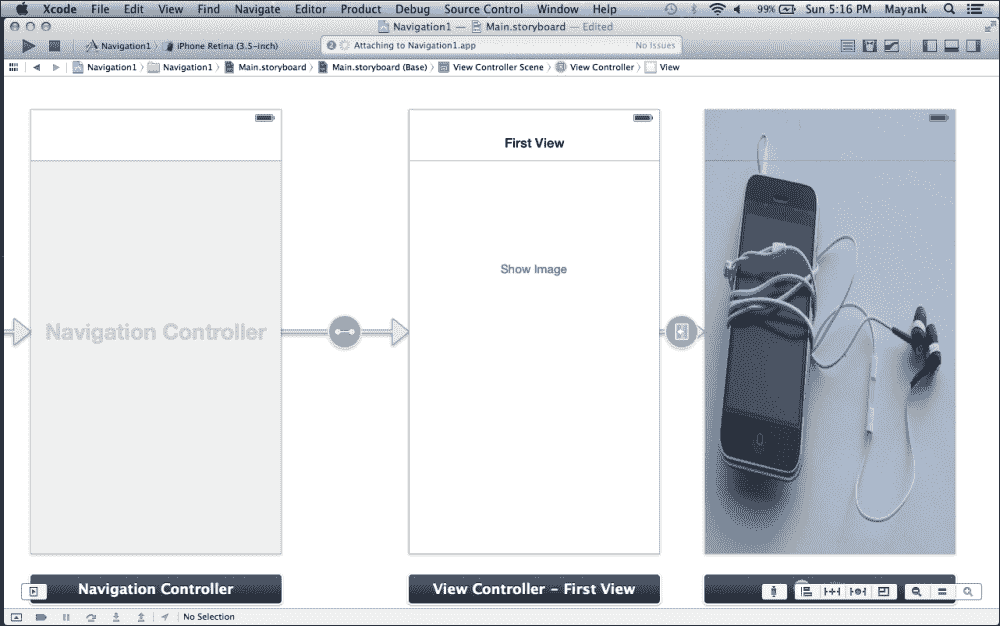 Xcode File Edit View Find Navigate Editor Product Debug Source Control Window Help 99% Sun 5:16 PM Mayank
Navigation1 — Main.storyboard — Edited
Navigation1 iPhone Retina (3.5-inch) 2 Attaching to Navigation1.app No Issues
Navigation1 Navigation1 Main.storyboard Main.storyboard (Base) View Controller Scene View Controller View
First View
Show Image
Navigation Controller
Navigation Controller View Controller – First View
No Selection